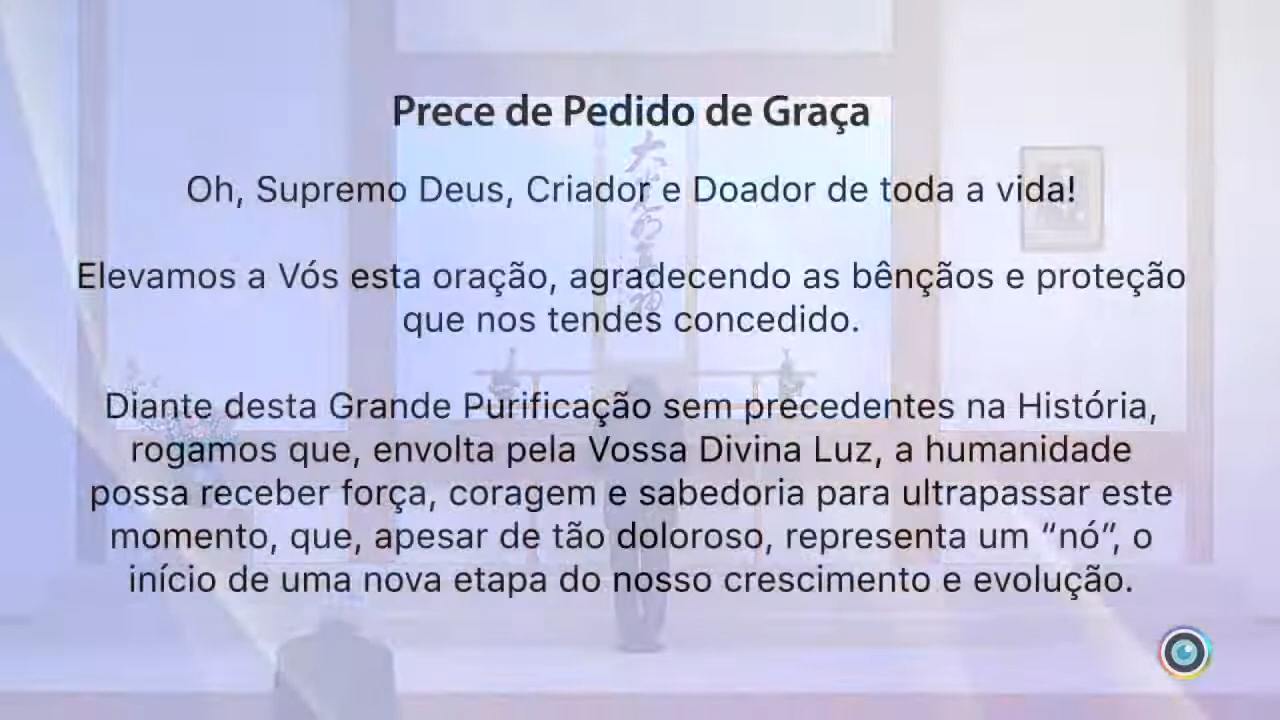 Prece de Pedido de Graça
Oh, Supremo Deus, Criador e Doador de toda a vida!
Elevamos a Vós esta oração, agradecendo as bênçãos e proteção
que nos tendes concedido.
Diante desta Grande Purificação sem precedentes na História,
rogamos que, envolta pela Vossa Divina Luz, a humanidade
possa receber força, coragem e sabedoria para ultrapassar este
momento, que, apesar de tão doloroso, representa um “nó”, o
início de uma nova etapa do nosso crescimento e evolução.